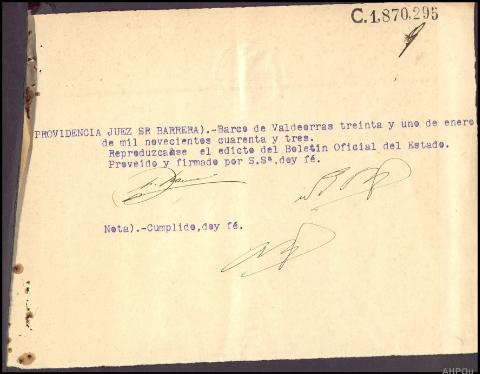 C.1,870,295
PROVIDENCIA JUEZ SR BARRERA).-Barco de Valdeorras treinta y uno de enero
de mil novecientos cuarenta y tres.
Reproduzcaase el edicto del Boletin Oficial del Estado.
Proveido y firmado por S.Sª,doy fé.
Nota).-Cumplido,doy fé.
AHPOu